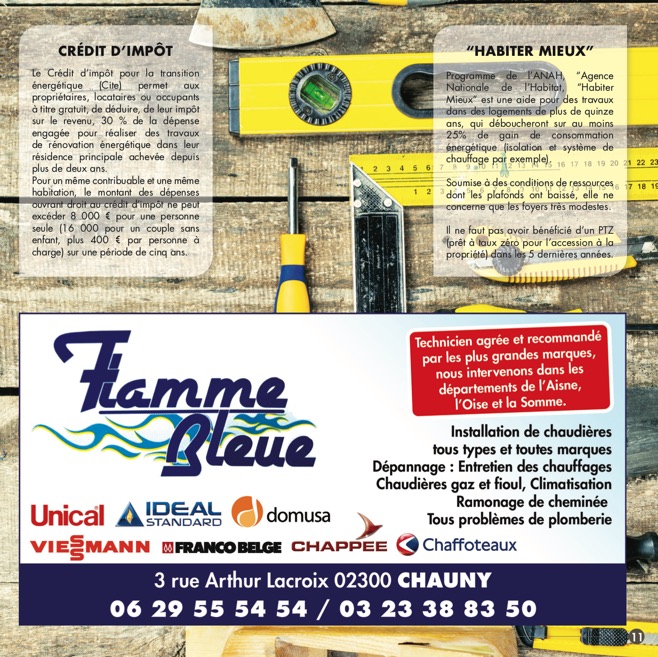 CRÉDIT D'IMPÔT
Le Crédit d'impôt pour la transition
énergétique (Cite) permet aux
propriétaires, locataires ou occupants
à titre gratuit, de déduire, de leur impôt
sur le revenu, 30 % de la dépense
engagée pour réaliser des travaux
de rénovation énergétique dans leur
résidence principale achevée depuis
plus de deux ans.
Pour un même contribuable et une même
habitation, le montant des dépenses
ouvrant droit au crédit d'impôt ne peut
excéder 8 000 € pour une personne
seule (16 000 pour un couple sans
enfant, plus 400 € par personne à
charge) sur une période de cinq ans.
"HABITER MIEUX"
Programme de l'ANAH, "Agence
Nationale de l'Habitat, "Habiter
Mieux" est une aide pour des travaux
dans des logements de plus de quinze
ans, qui déboucheront sur au moins
25% de gain de consommation
énergétique (isolation et système de
chauffage par exemple).
Soumise à des conditions de ressources
dont les plafonds ont baissé, elle ne
concerne que les foyers très modestes.
Il ne faut pas avoir bénéficié d'un PTZ
(prêt à taux zéro pour l'accession à la
propriété) dans les 5 dernières années.
Flamme
Bleue
Technicien agrée et recommandé
par les plus grandes marques,
nous intervenons dans les
départements de l'Aisne,
l'Oise et la Somme.
Installation de chaudières
tous types et toutes marques
Dépannage : Entretien des chauffages
Chaudières gaz et fioul, Climatisation
Ramonage de cheminée
Tous problèmes de plomberie
Unical IDEAL STANDARD domusa
VIESSMANN FRANCO BELGE CHAPPEE Chaffoteaux
3 rue Arthur Lacroix 02300 CHAUNY
06 29 55 54 54 / 03 23 38 83 50
11